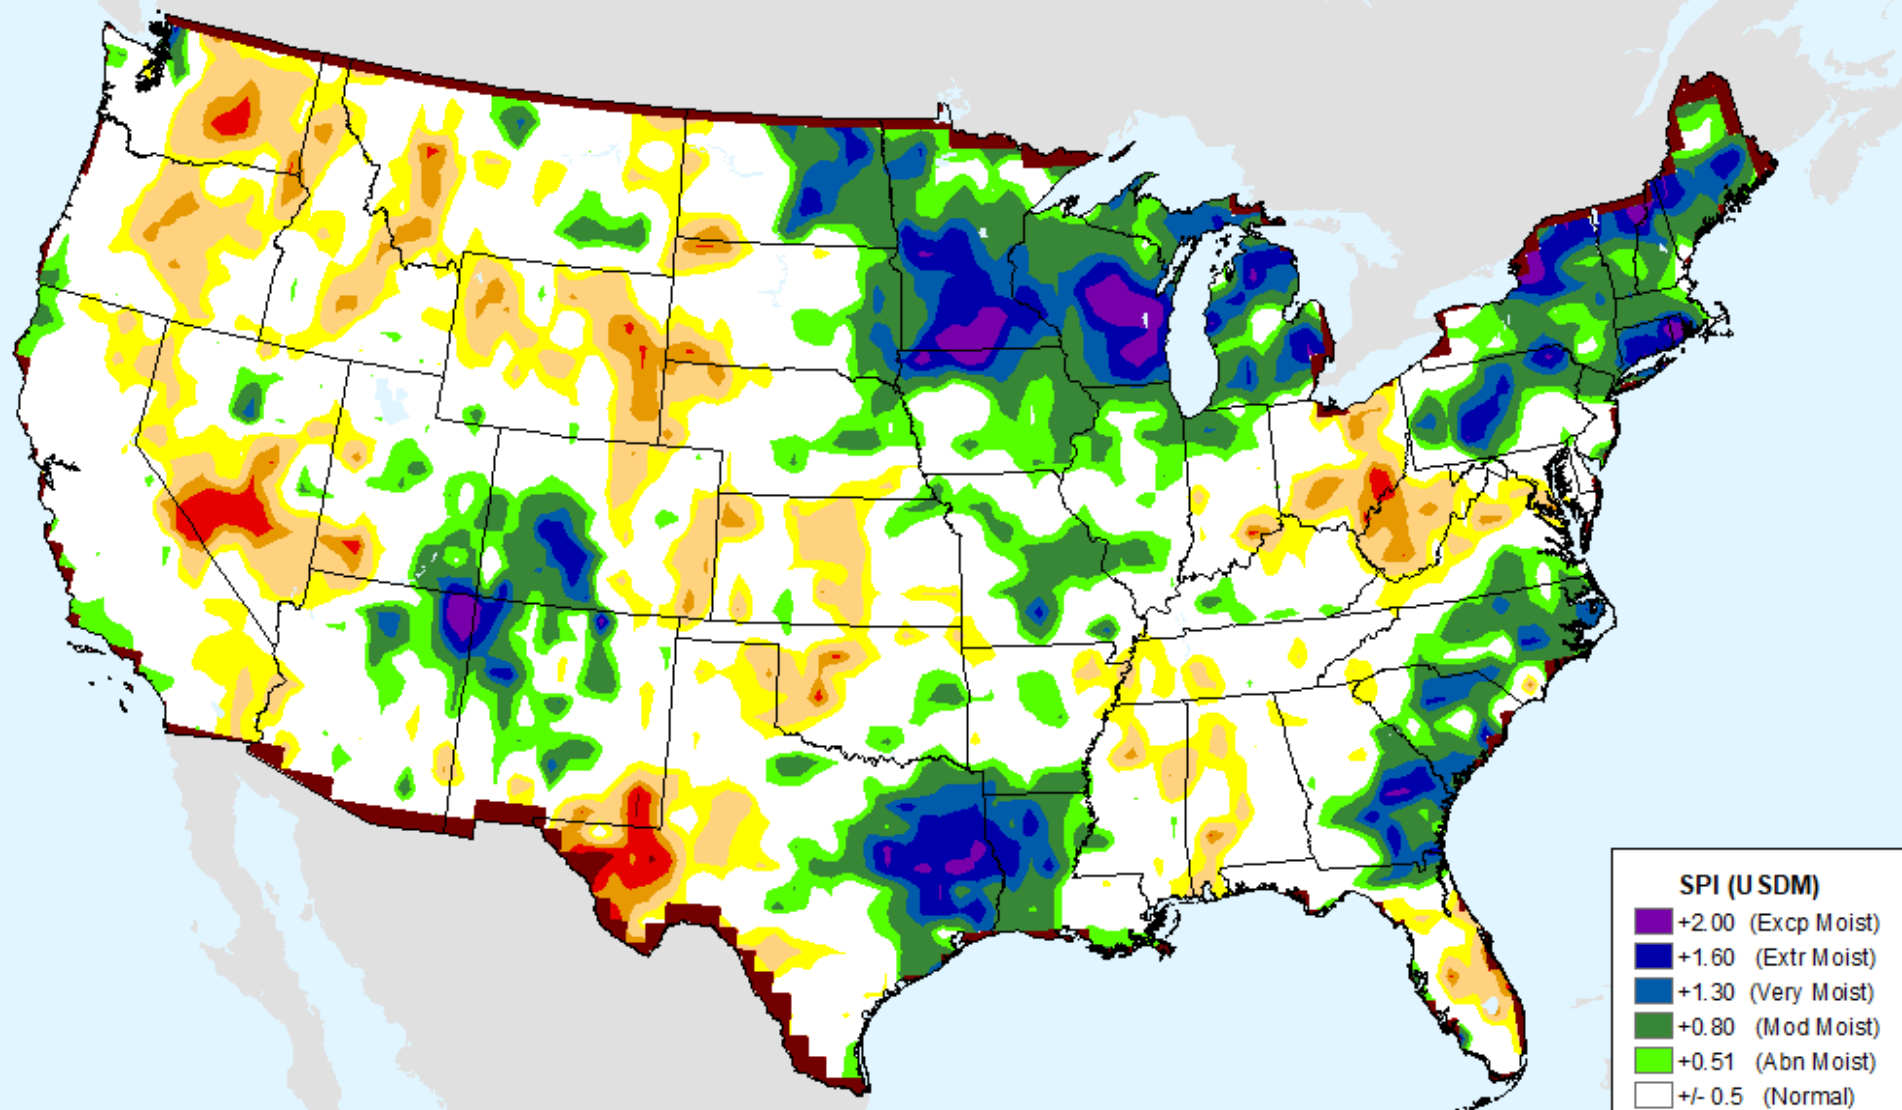 SPI (USDM)
+2.00 (Excp Moist)
+1.60 (Extr Moist)
+1.30 (Very Moist)
+0.80 (Mod Moist)
+0.51 (Abn Moist)
+/- 0.5 (Normal)